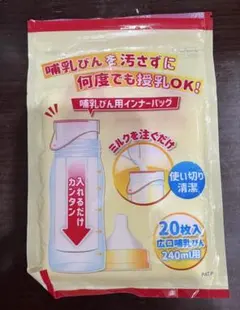 哺乳びんを汚さずに
何度でも授乳OK!
哺乳びん用インナーバッグ
ミルクを注ぐだけ
入れるだけ
カンタン
使い切り
清潔
20枚入
広口哺乳びん
240ml用